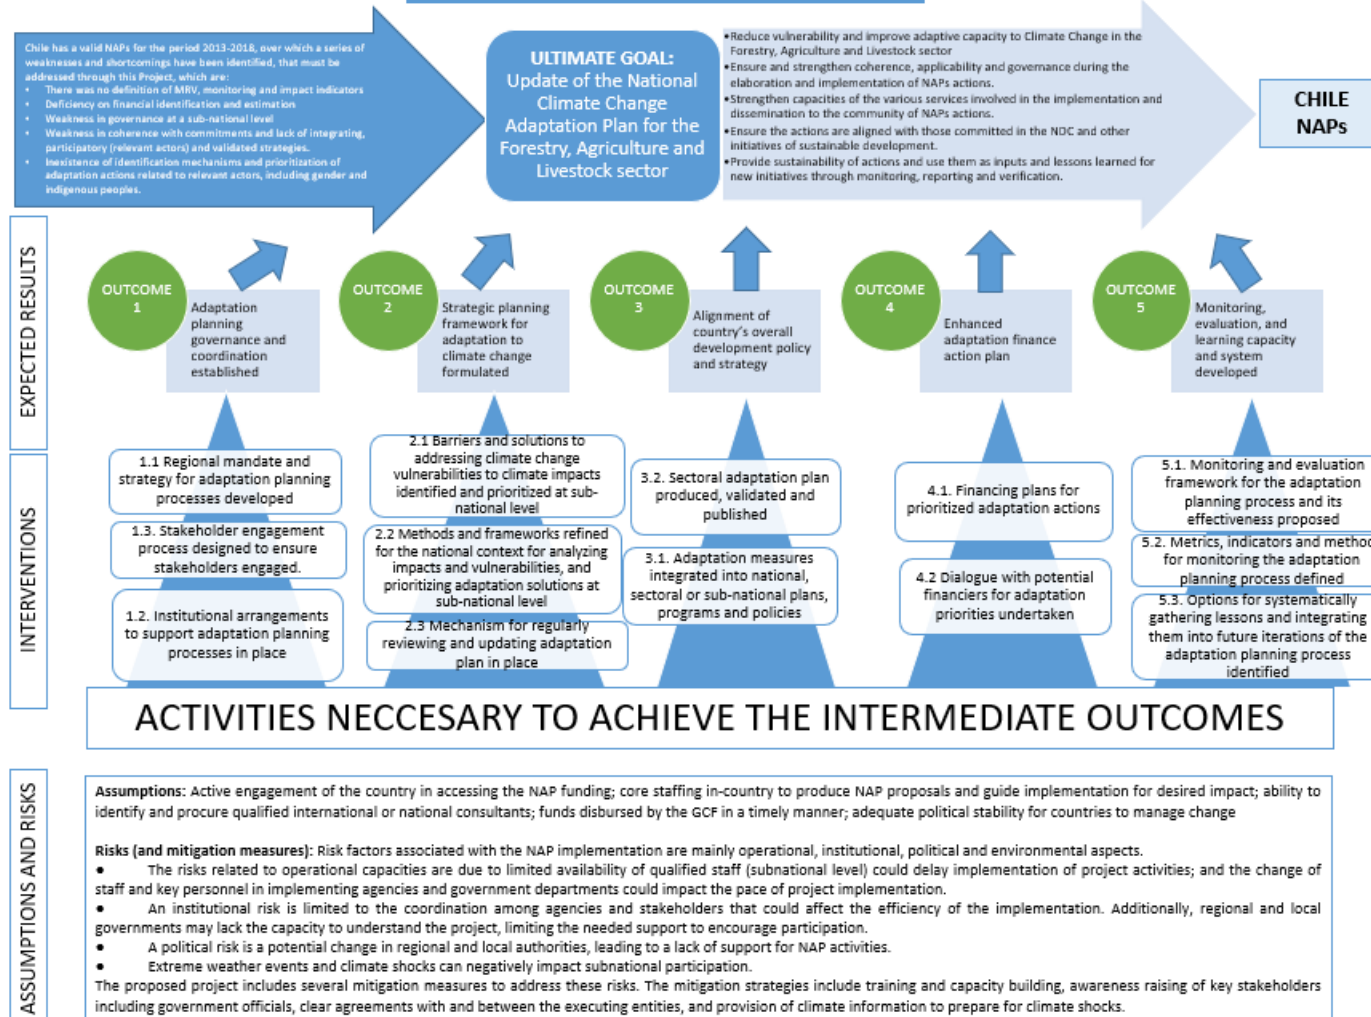 Chile has a valid NAPs for the period 2013-2018, over which a series of
weaknesses and shortcomings have been identified, that must be
addressed through this Project, which are:
• There was no definition of MRV, monitoring and impact indicators
• Deficiency on financial identification and estimation
• Weakness in governance at a sub-national level
• Weakness in coherence with commitments and lack of integrating,
participatory (relevant actors) and validated strategies.
• Inexistence of identification mechanisms and prioritization of
adaptation actions related to relevant actors, including gender and
indigenous peoples.
ULTIMATE GOAL:
Update of the National
Climate Change
Adaptation Plan for the
Forestry, Agriculture and
Livestock sector
•Reduce vulnerability and improve adaptive capacity to Climate Change in the
Forestry, Agriculture and Livestock sector
•Ensure and strengthen coherence, applicability and governance during the
elaboration and implementation of NAPs actions.
•Strengthen capacities of the various services involved in the implementation and
dissemination to the community of NAPs actions.
•Ensure the actions are aligned with those committed in the NDC and other
initiatives of sustainable development.
•Provide sustainability of actions and use them as inputs and lessons learned for
new initiatives through monitoring, reporting and verification.
CHILE
NAPs
EXPECTED RESULTS
OUTCOME
1
Adaptation
planning
governance and
coordination
established
OUTCOME
2
Strategic planning
framework for
adaptation to
climate change
formulated
OUTCOME
3
Alignment of
country's overall
development policy
and strategy
OUTCOME
4
Enhanced
adaptation finance
action plan
OUTCOME
5
Monitoring,
evaluation, and
learning capacity
and system
developed
INTERVENTIONS
1.1 Regional mandate and
strategy for adaptation planning
processes developed
1.3. Stakeholder engagement
process designed to ensure
stakeholders engaged.
1.2. Institutional arrangements
to support adaptation planning
processes in place
2.1 Barriers and solutions to
addressing climate change
vulnerabilities to climate impacts
identified and prioritized at sub-
national level
2.2 Methods and frameworks refined
for the national context for analyzing
impacts and vulnerabilities, and
prioritizing adaptation solutions at
sub-national level
2.3 Mechanism for regularly
reviewing and updating adaptation
plan in place
3.2. Sectoral adaptation plan
produced, validated and
published
3.1. Adaptation measures
integrated into national,
sectoral or sub-national plans,
programs and policies
4.1. Financing plans for
prioritized adaptation actions
4.2 Dialogue with potential
financiers for adaptation
priorities undertaken
5.1. Monitoring and evaluation
framework for the adaptation
planning process and its
effectiveness proposed
5.2. Metrics, indicators and method
for monitoring the adaptation
planning process defined
5.3. Options for systematically
gathering lessons and integrating
them into future iterations of the
adaptation planning process
identified
ACTIVITIES NECCESARY TO ACHIEVE THE INTERMEDIATE OUTCOMES
ASSUMPTIONS AND RISKS
Assumptions: Active engagement of the country in accessing the NAP funding; core staffing in-country to produce NAP proposals and guide implementation for desired impact; ability to
identify and procure qualified international or national consultants; funds disbursed by the GCF in a timely manner; adequate political stability for countries to manage change
Risks (and mitigation measures): Risk factors associated with the NAP implementation are mainly operational, institutional, political and environmental aspects.
• The risks related to operational capacities are due to limited availability of qualified staff (subnational level) could delay implementation of project activities; and the change of
staff and key personnel in implementing agencies and government departments could impact the pace of project implementation.
• An institutional risk is limited to the coordination among agencies and stakeholders that could affect the efficiency of the implementation. Additionally, regional and local
governments may lack the capacity to understand the project, limiting the needed support to encourage participation.
• A political risk is a potential change in regional and local authorities, leading to a lack of support for NAP activities.
• Extreme weather events and climate shocks can negatively impact subnational participation.
The proposed project includes several mitigation measures to address these risks. The mitigation strategies include training and capacity building, awareness raising of key stakeholders
including government officials, clear agreements with and between the executing entities, and provision of climate information to prepare for climate shocks.